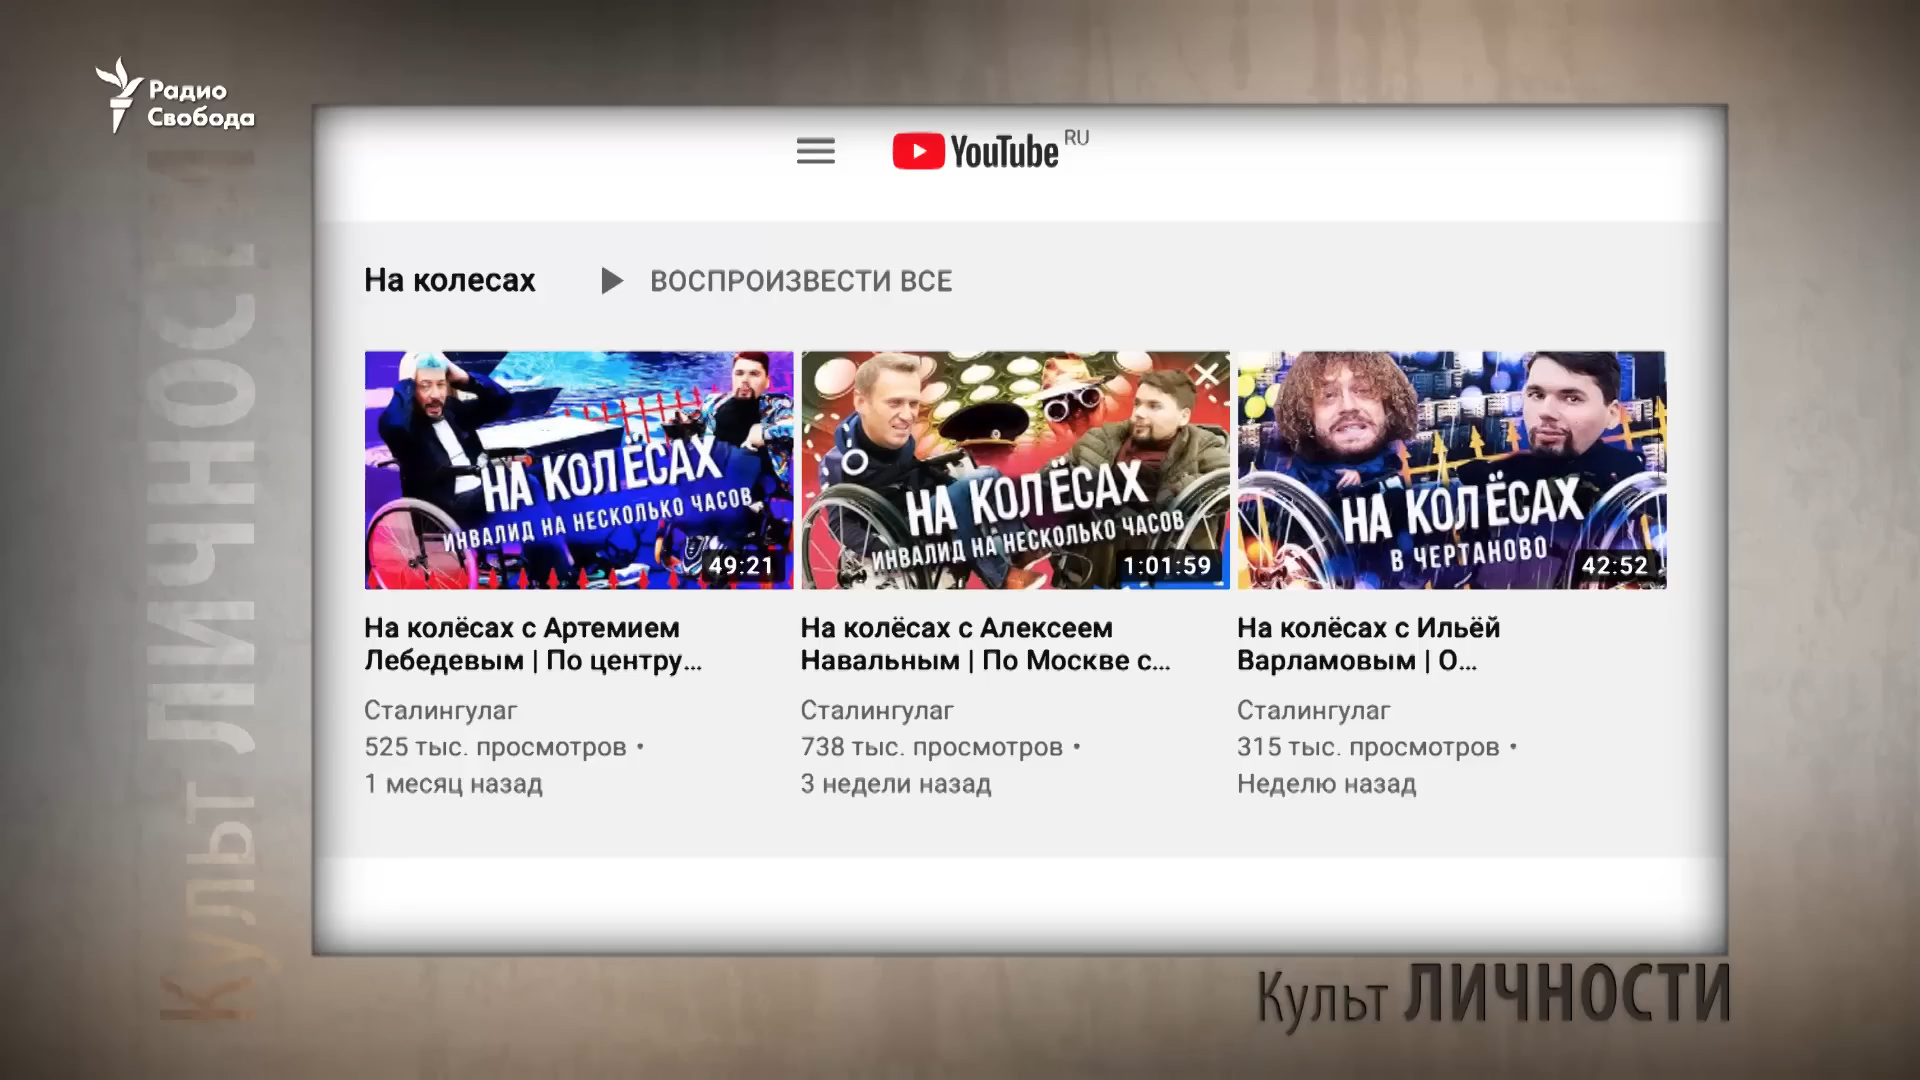 Радио
Свобода
YouTube RU
На колесах
ВОСПРОИЗВЕСТИ ВСЕ
НА КОЛЁСАХ
ИНВАЛИД НА НЕСКОЛЬКО ЧАСОВ
49:21
НА КОЛЁСАХ
ИНВАЛИД НА НЕСКОЛЬКО ЧАСОВ
1:01:59
НА КОЛЁСАХ
В ЧЕРТАНОВО
42:52
На колёсах с Артемием
Лебедевым | По центру...
Сталингулаг
525 тыс. просмотров •
1 месяц назад
На колёсах с Алексеем
Навальным | По Москве с...
Сталингулаг
738 тыс. просмотров •
3 недели назад
На колёсах с Ильёй
Варламовым | О...
Сталингулаг
315 тыс. просмотров •
Неделю назад
Культ ЛИЧНОСТИ
Культ ЛИЧНОСТИ